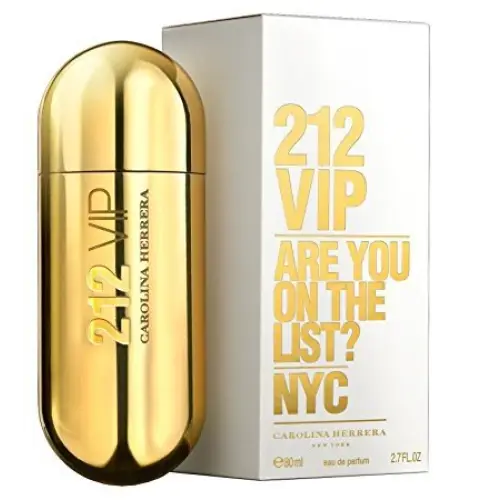 212 VIP
CAROLINA HERRERA
212
VIP
ARE YOU
ON THE
LIST?
NYC
CAROLINA HERRERA
NEW YORK
℮80ml eau de parfum 2.7FL.OZ